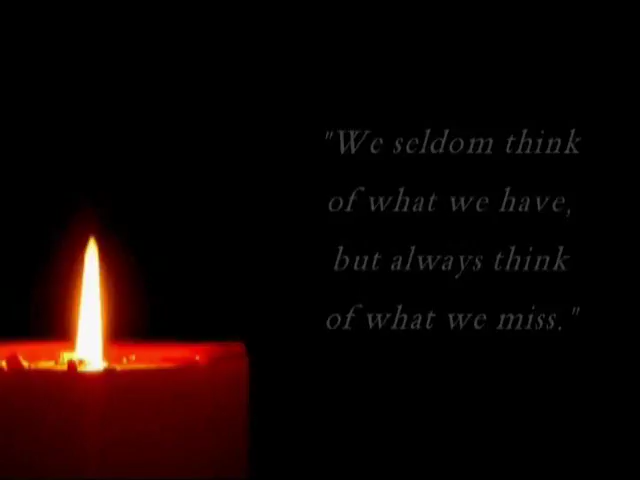 "We seldom think
of what we have,
but always think
of what we miss."